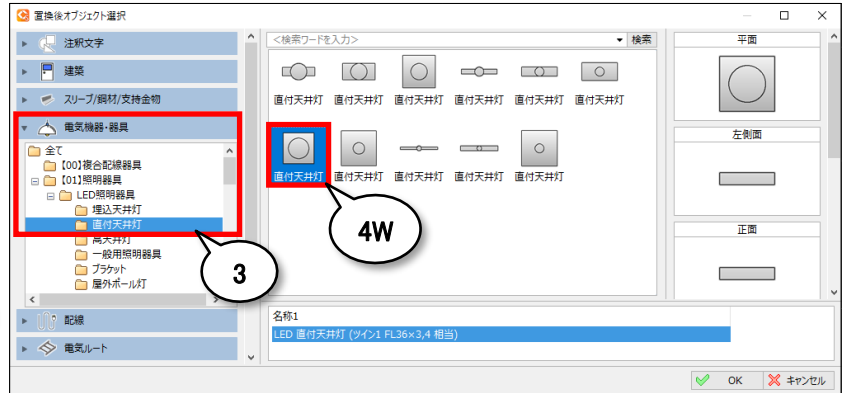 置換後オブジェクト選択
注釈文字
建築
スリーブ/鋼材/支持金物
電気機器・器具
全て
【00】複合配線器具
【01】照明器具
LED照明器具
埋込天井灯
直付天井灯
高天井灯
一般用照明器具
ブラケット
屋外ポール灯
配線
電気ルート
3
<検索ワードを入力>
検索
直付天井灯 直付天井灯 直付天井灯 直付天井灯 直付天井灯 直付天井灯
直付天井灯 直付天井灯 直付天井灯 直付天井灯 直付天井灯
4W
名称1
LED 直付天井灯 (ツイン1 FL36×3,4 相当)
平面
左側面
正面
OK
キャンセル